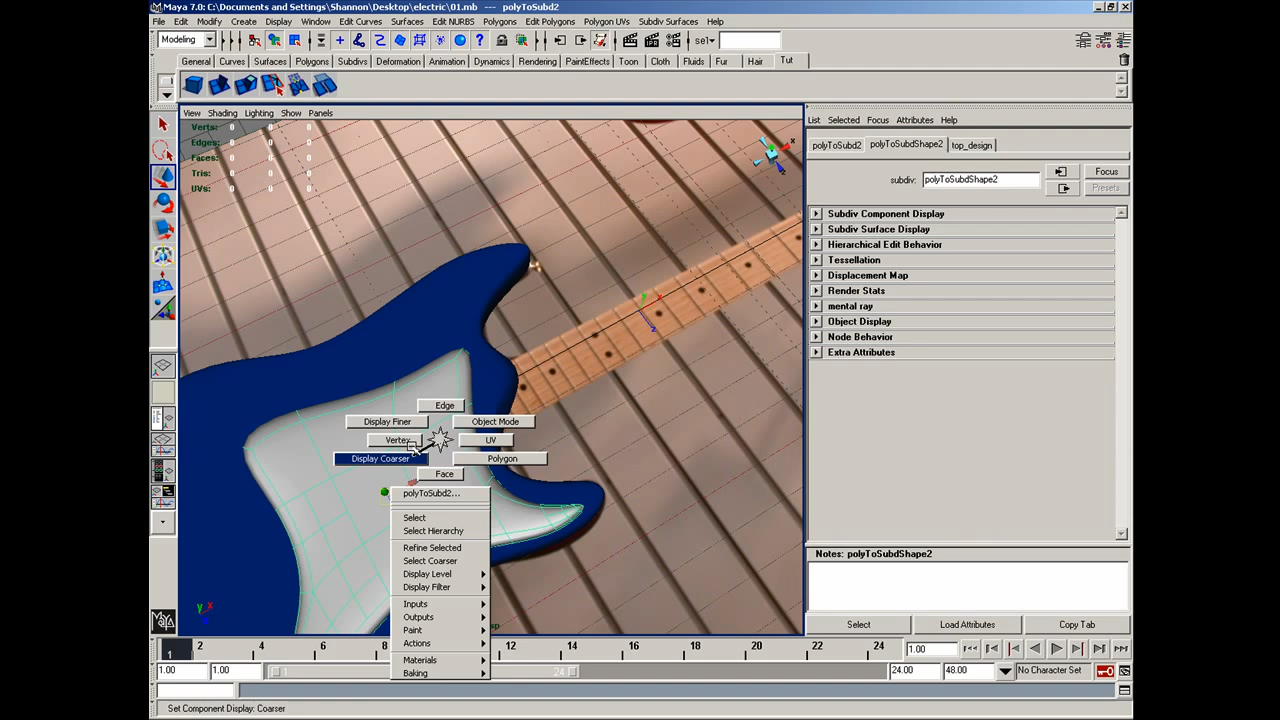 Maya 7.0: C:\Documents and Settings\Shannon\Desktop\electric\01.mb --- polyToSubd2
File Edit Modify Create Display Window Edit Curves Surfaces Edit NURBS Polygons Edit Polygons Polygon UVs Subdiv Surfaces Help
Modeling sel
General Curves Surfaces Polygons Subdivs Deformation Animation Dynamics Rendering PaintEffects Toon Cloth Fluids Fur Hair Tut
View Shading Lighting Show Panels
List Selected Focus Attributes Help
Verts: 0 0 0
Edges: 0 0 0
Faces: 0 0 0
Tris: 0 0 0
UVs: 0 0 0
polyToSubd2 polyToSubdShape2 top_design
subdiv: polyToSubdShape2
Focus
Presets
Subdiv Component Display
Subdiv Surface Display
Hierarchical Edit Behavior
Tessellation
Displacement Map
Render Stats
mental ray
Object Display
Node Behavior
Extra Attributes
Edge
Display Finer Object Mode
Vertex UV
Display Coarser Polygon
Face
polyToSubd2...
Select
Select Hierarchy
Refine Selected
Select Coarser
Display Level
Display Filter
Inputs
Outputs
Paint
Actions
Materials
Baking
Notes: polyToSubdShape2
Select Load Attributes Copy Tab
1 2 4 6 8 12 14 16 18 20 22 24 1.00
1.00 1.00 1 24 24.00 48.00 No Character Set
Set Component Display: Coarser